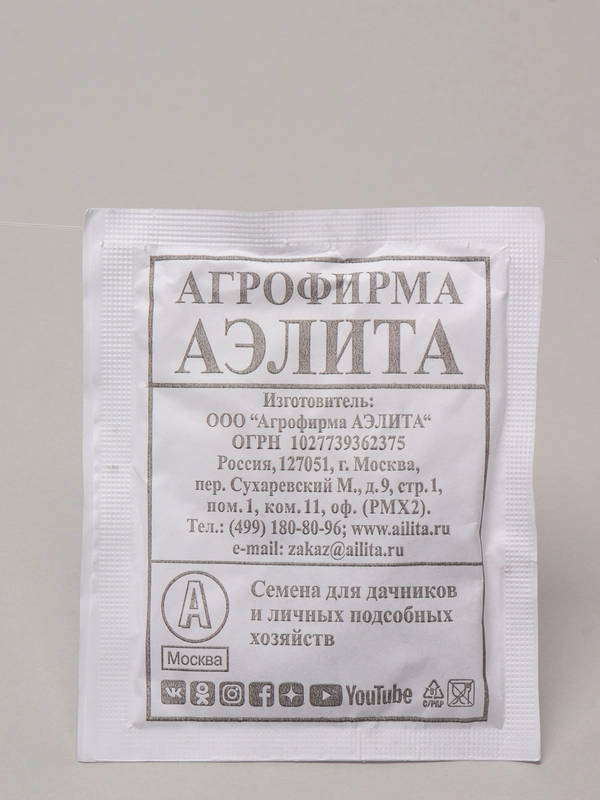 АГРОФИРМА
АЭЛИТА
Изготовитель:
ООО “Агрофирма АЭЛИТА“
ОГРН 1027739362375
Россия, 127051, г. Москва,
пер. Сухаревский М., д. 9, стр. 1,
пом. 1, ком. 11, оф. (РМХ2).
Тел.: (499) 180-80-96; www.ailita.ru
e-mail: zakaz@ailita.ru
А
Семена для дачников
и личных подсобных
хозяйств
Москва
YouTube
C/PAP